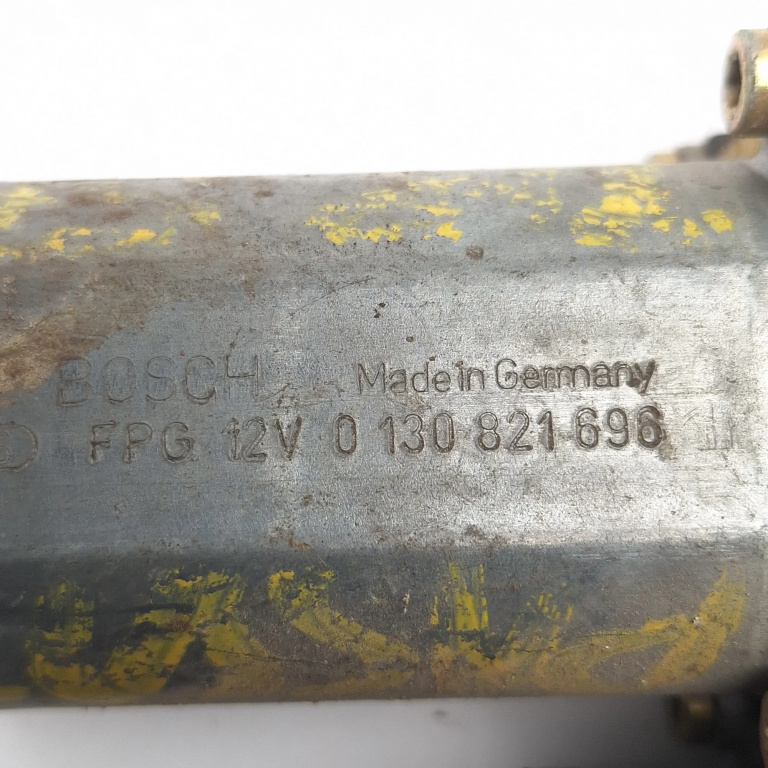 BOSCH Made in Germany
FPG 12V 0 130 821 696